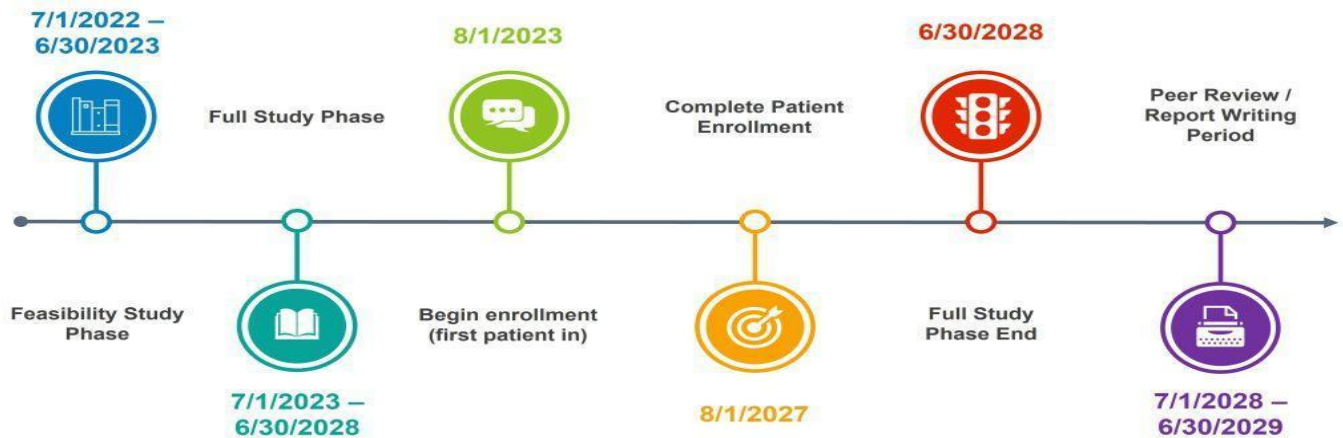 7/1/2022 –
6/30/2023
8/1/2023
6/30/2028
Full Study Phase
Complete Patient
Enrollment
Peer Review /
Report Writing
Period
Feasibility Study
Phase
Begin enrollment
(first patient in)
Full Study
Phase End
7/1/2023 –
6/30/2028
8/1/2027
7/1/2028 –
6/30/2029